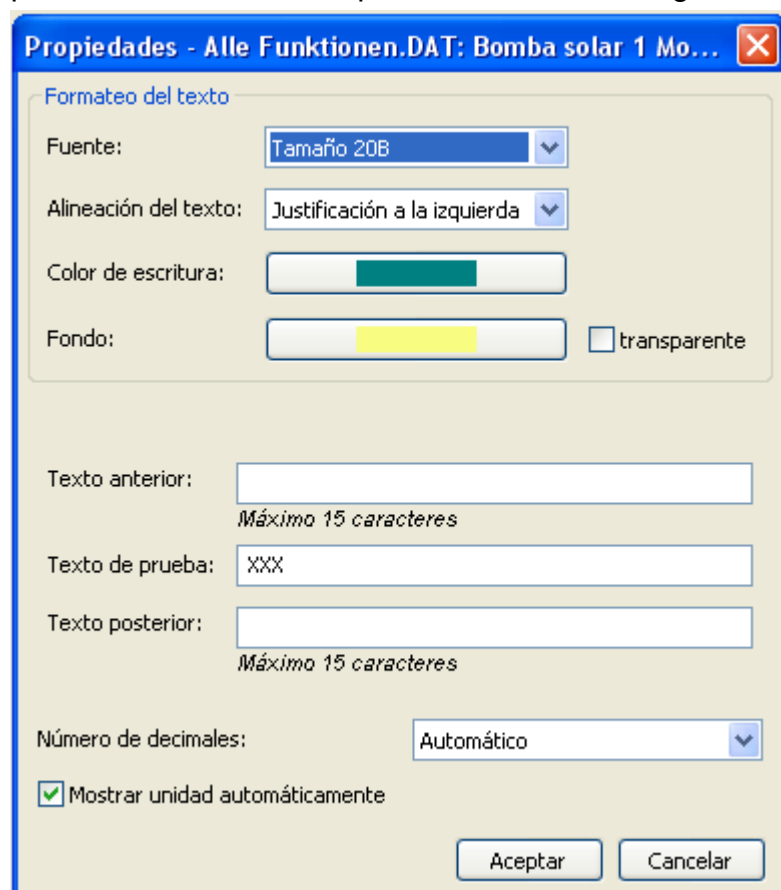 Propiedades - Alle Funktionen.DAT: Bomba solar 1 Mo...
Formateo del texto
Fuente: Tamaño 20B
Alineación del texto: Justificación a la izquierda
Color de escritura:
Fondo: transparente
Texto anterior:
Máximo 15 caracteres
Texto de prueba: XXX
Texto posterior:
Máximo 15 caracteres
Número de decimales: Automático
Mostrar unidad automáticamente
Aceptar Cancelar